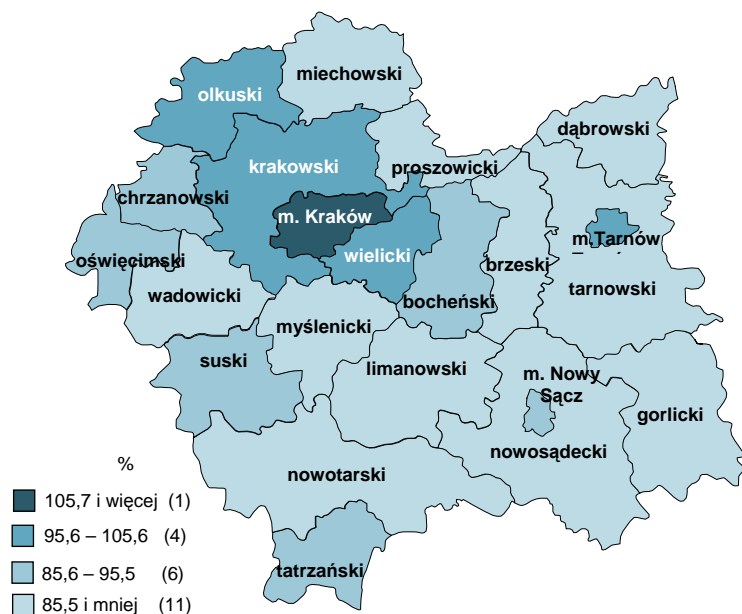 miechowski
olkuski
dąbrowski
krakowski
proszowicki
chrzanowski
m. Kraków
m. Tarnów
oświęcimski
wielicki
brzeski
wadowicki
bocheński
tarnowski
myślenicki
suski
limanowski
m. Nowy
Sącz
gorlicki
nowosądecki
nowotarski
tatrzański
%
105,7 i więcej (1)
95,6 – 105,6 (4)
85,6 – 95,5 (6)
85,5 i mniej (11)